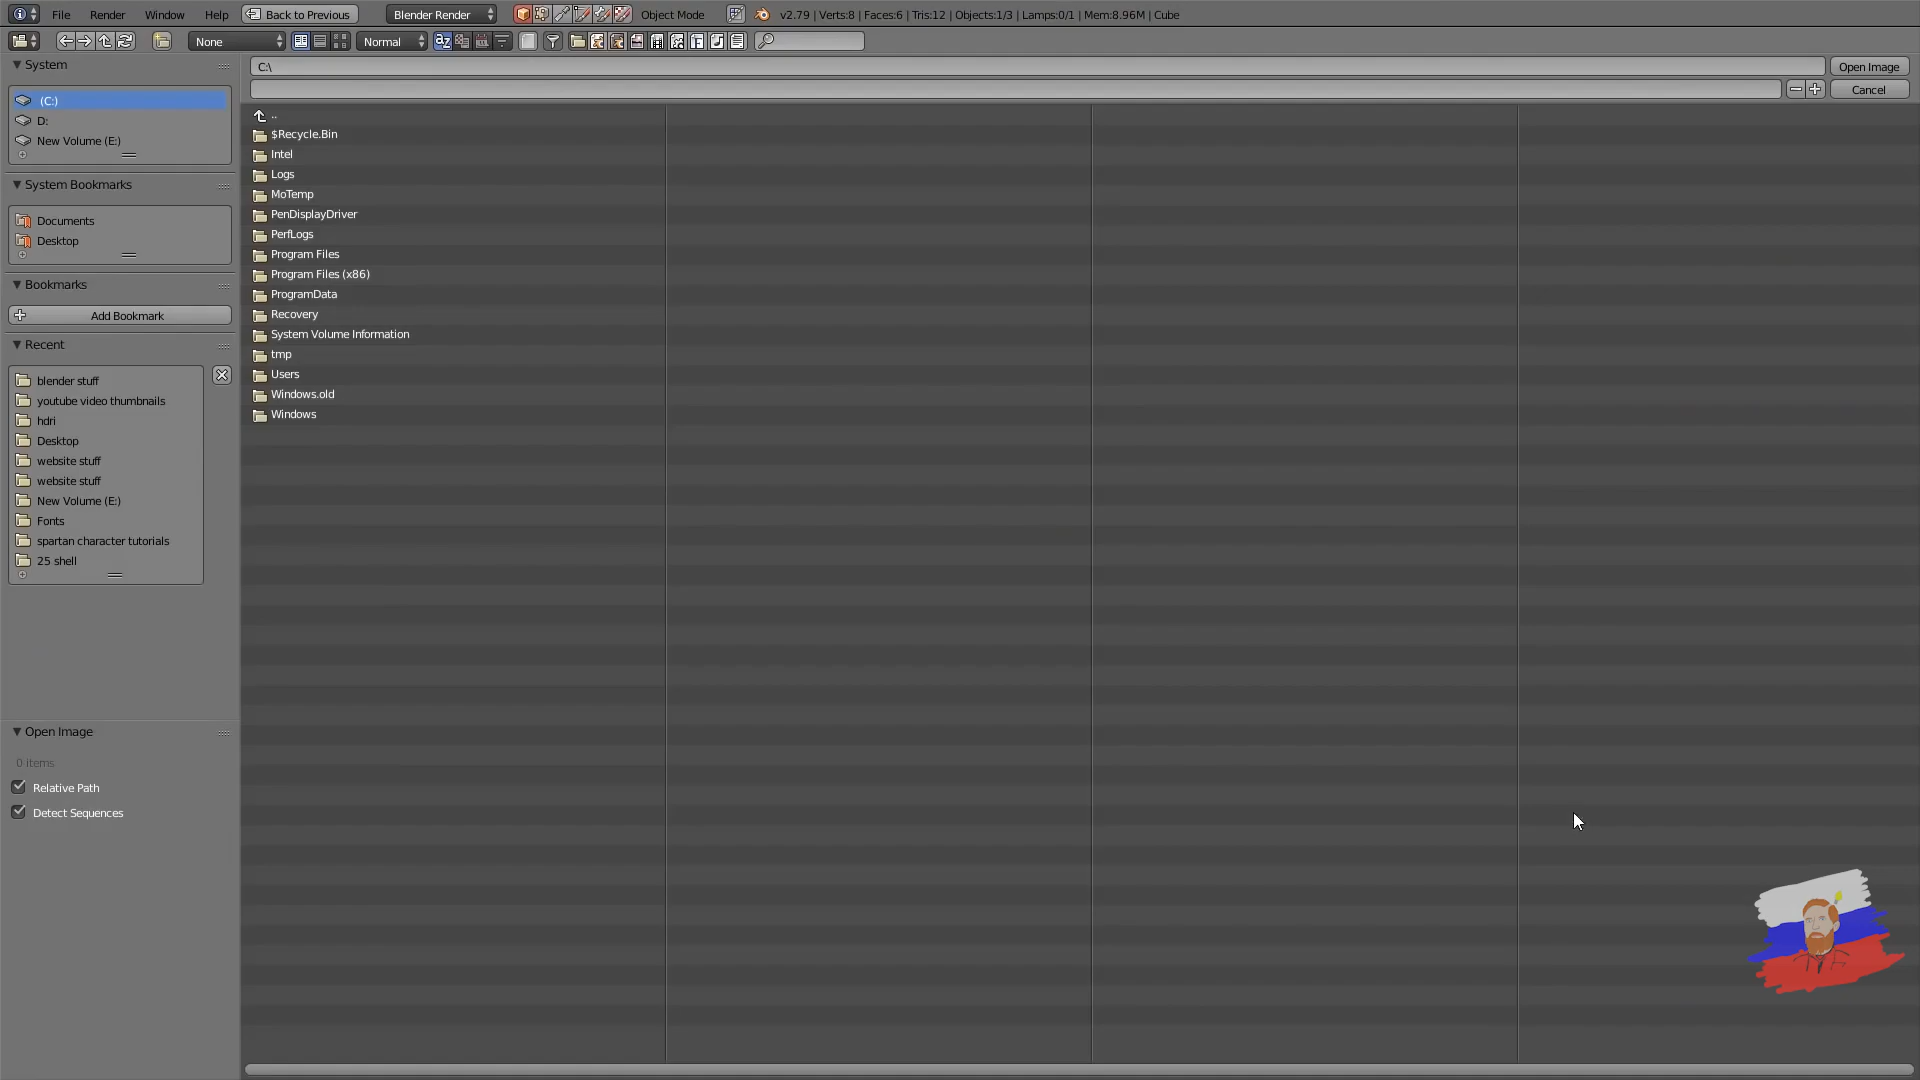 File Render Window Help Back to Previous Blender Render Object Mode v2.79 | Verts:8 | Faces:6 | Tris:12 | Objects:1/3 | Lamps:0/1 | Mem:8.96M | Cube
None Normal
System
(C:)
D:
New Volume (E:)
System Bookmarks
Documents
Desktop
Bookmarks
Add Bookmark
Recent
blender stuff
youtube video thumbnails
hdri
Desktop
website stuff
website stuff
New Volume (E:)
Fonts
spartan character tutorials
25 shell
Open Image
0 items
Relative Path
Detect Sequences
C:\ Open Image
Cancel
..
$Recycle.Bin
Intel
Logs
MoTemp
PenDisplayDriver
PerfLogs
Program Files
Program Files (x86)
ProgramData
Recovery
System Volume Information
tmp
Users
Windows.old
Windows